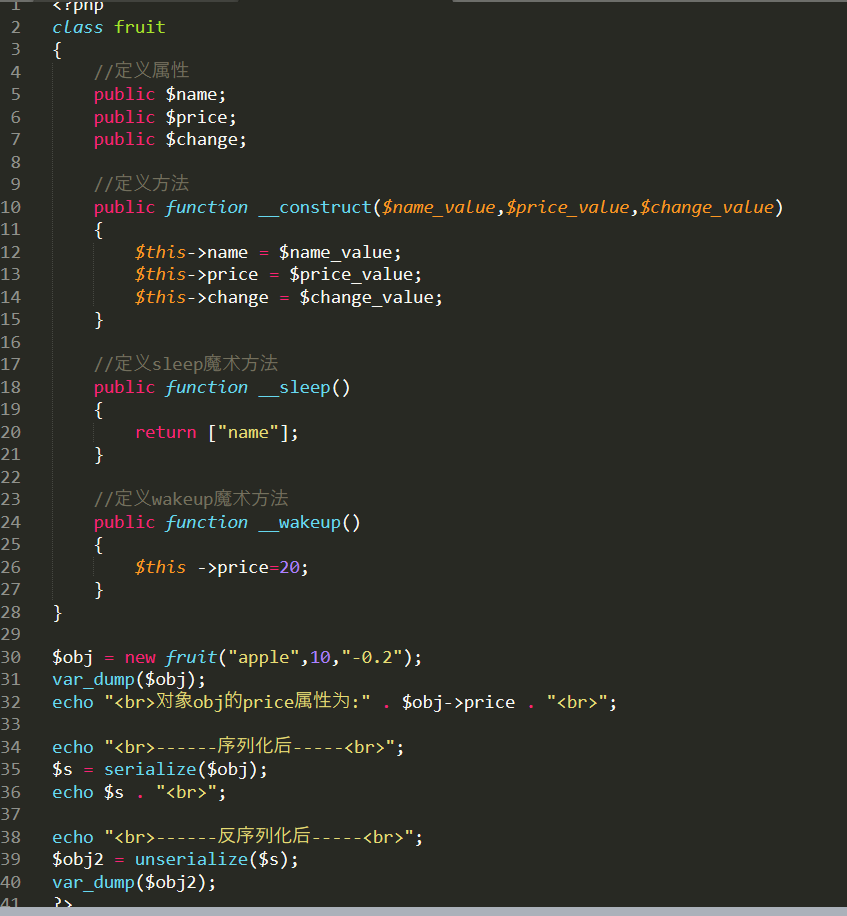 1 <?php
2 class fruit
3 {
4 //定义属性
5 public $name;
6 public $price;
7 public $change;
8
9 //定义方法
10 public function __construct($name_value,$price_value,$change_value)
11 {
12 $this->name = $name_value;
13 $this->price = $price_value;
14 $this->change = $change_value;
15 }
16
17 //定义sleep魔术方法
18 public function __sleep()
19 {
20 return ["name"];
21 }
22
23 //定义wakeup魔术方法
24 public function __wakeup()
25 {
26 $this ->price=20;
27 }
28 }
29
30 $obj = new fruit("apple",10,"-0.2");
31 var_dump($obj);
32 echo "<br>对象obj的price属性为:" . $obj->price . "<br>";
33
34 echo "<br>------序列化后-----<br>";
35 $s = serialize($obj);
36 echo $s . "<br>";
37
38 echo "<br>------反序列化后-----<br>";
39 $obj2 = unserialize($s);
40 var_dump($obj2);
41 ?>